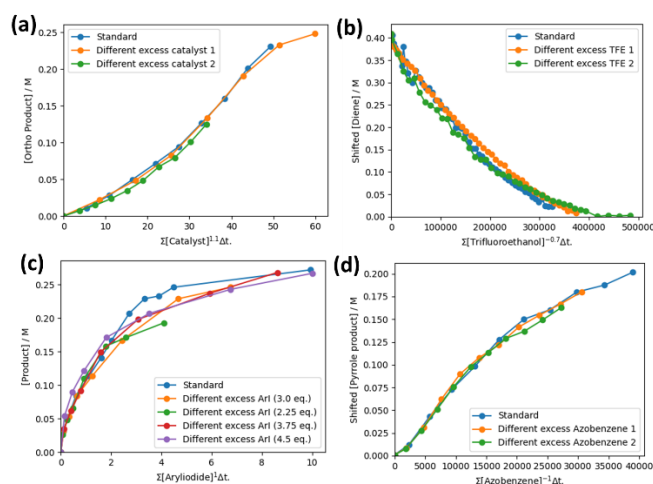 (a)
Standard
Different excess catalyst 1
Different excess catalyst 2
[Ortho Product] / M
0.25
0.20
0.15
0.10
0.05
0.00
0 10 20 30 40 50 60
Σ[Catalyst]^1.1Δt.
(b)
Standard
Different excess TFE 1
Different excess TFE 2
Shifted [Diene] / M
0.40
0.35
0.30
0.25
0.20
0.15
0.10
0.05
0.00
0 100000 200000 300000 400000 500000
Σ[Trifluoroethanol]^−0.7Δt.
(c)
[Product] / M
0.25
0.20
0.15
0.10
0.05
0.00
Standard
Different excess ArI (3.0 eq.)
Different excess ArI (2.25 eq.)
Different excess ArI (3.75 eq.)
Different excess ArI (4.5 eq.)
0 2 4 6 8 10
Σ[Aryliodide]^1Δt.
(d)
Shifted [Pyrrole product] / M
0.200
0.175
0.150
0.125
0.100
0.075
0.050
0.025
0.000
Standard
Different excess Azobenzene 1
Different excess Azobenzene 2
0 5000 10000 15000 20000 25000 30000 35000 40000
Σ[Azobenzene]^−1Δt.